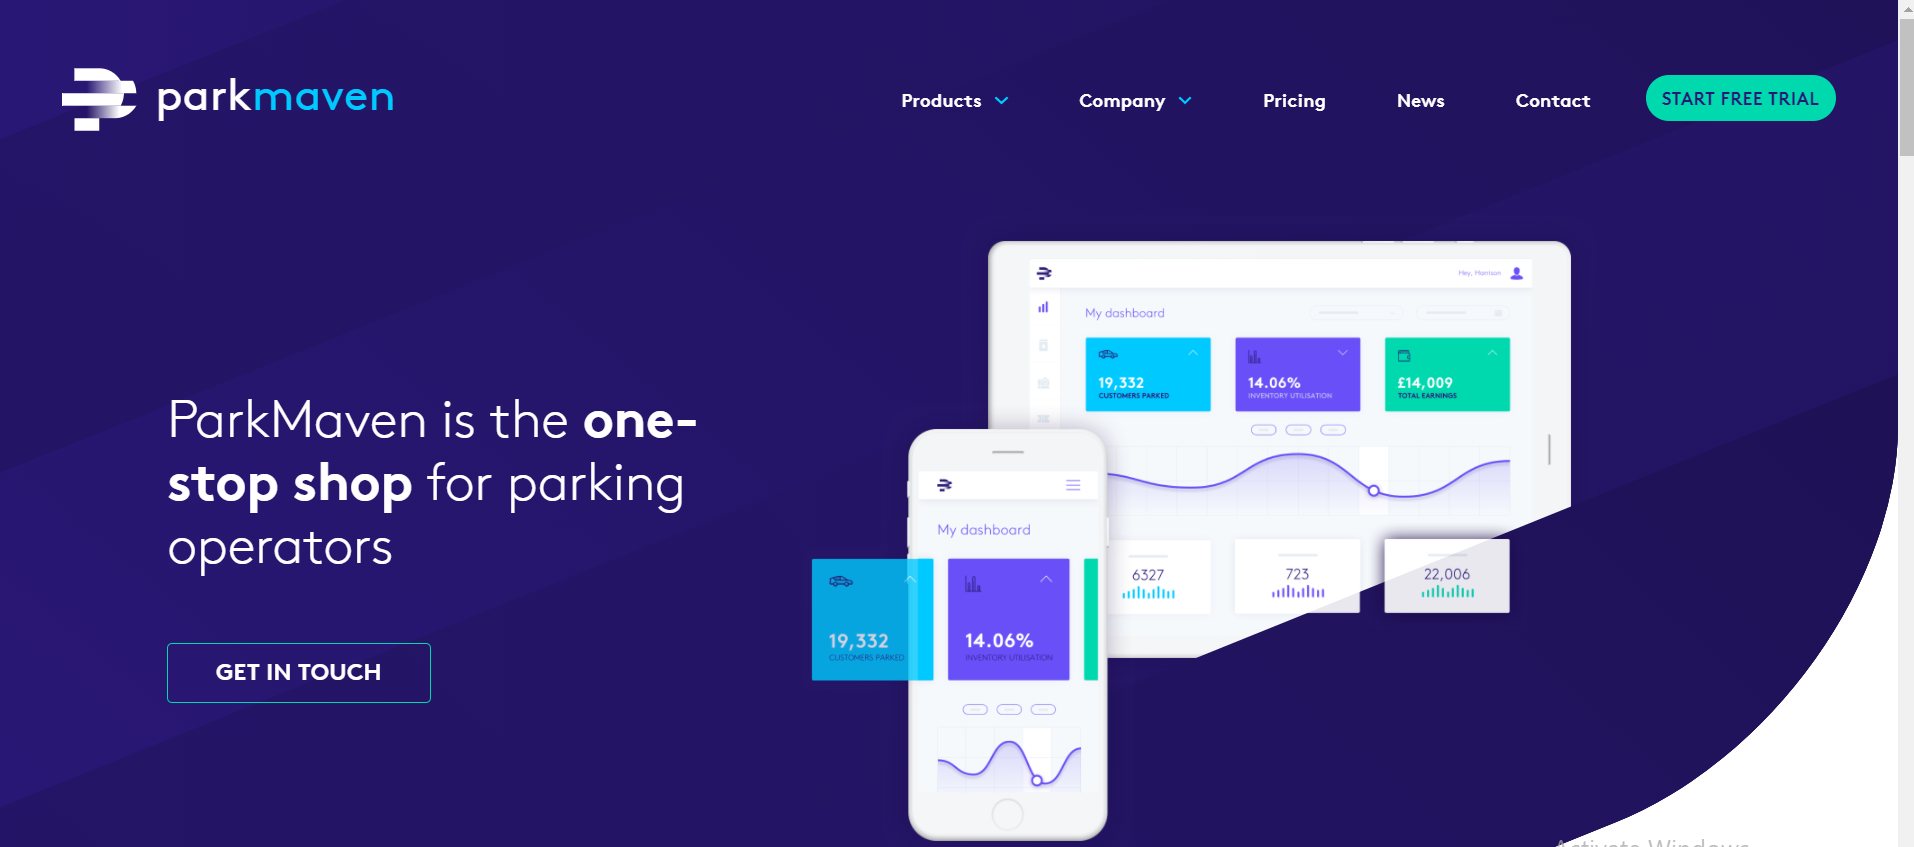 parkmaven
Products
Company
Pricing
News
Contact
START FREE TRIAL
ParkMaven is the one-
stop shop for parking
operators
GET IN TOUCH
Hey, Harrison
My dashboard
19,332
CUSTOMERS PARKED
14.06%
INVENTORY UTILISATION
£14,009
TOTAL EARNINGS
6327
723
22,006
My dashboard
19,332
CUSTOMERS PARKED
14.06%
INVENTORY UTILISATION
Activate Windows